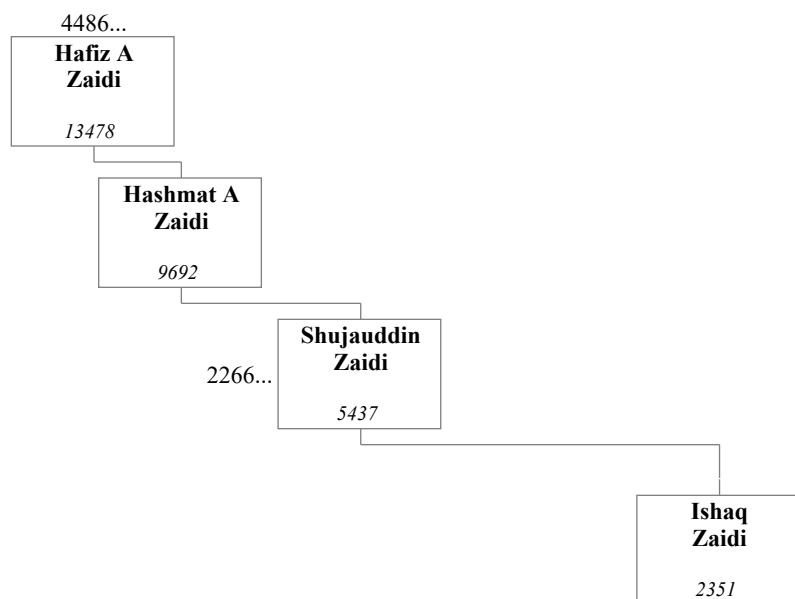 4486...
Hafiz A
Zaidi
13478
Hashmat A
Zaidi
9692
Shujauddin
Zaidi
2266...
5437
Ishaq
Zaidi
2351